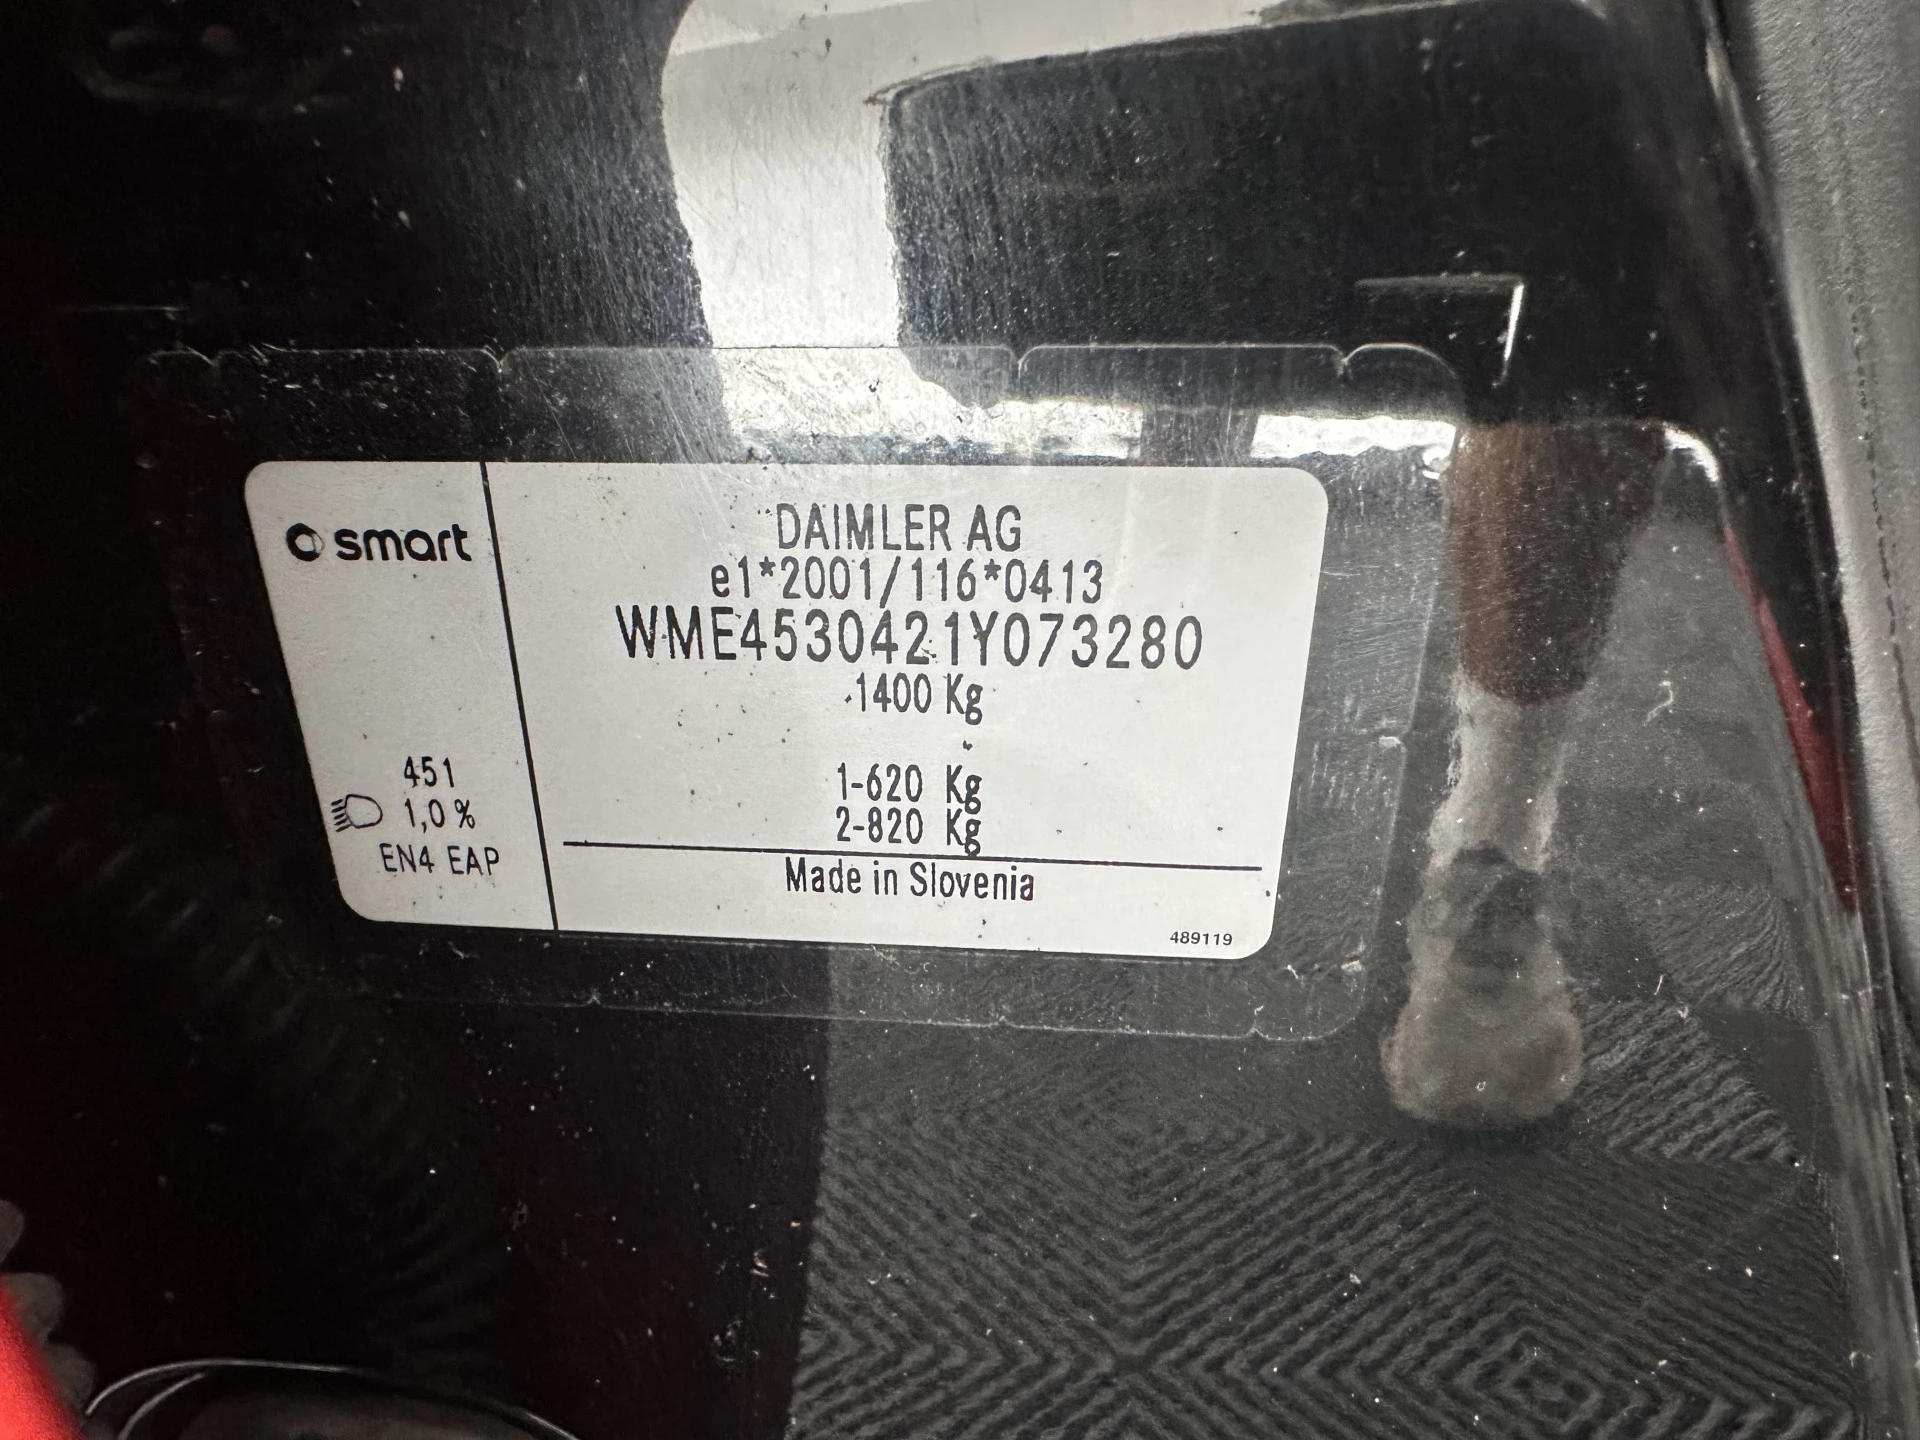 smart
451
1,0 %
EN4 EAP
DAIMLER AG
e1*2001/116*0413
WME4530421Y073280
1400 Kg
1-620 Kg
2-820 Kg
Made in Slovenia
489119